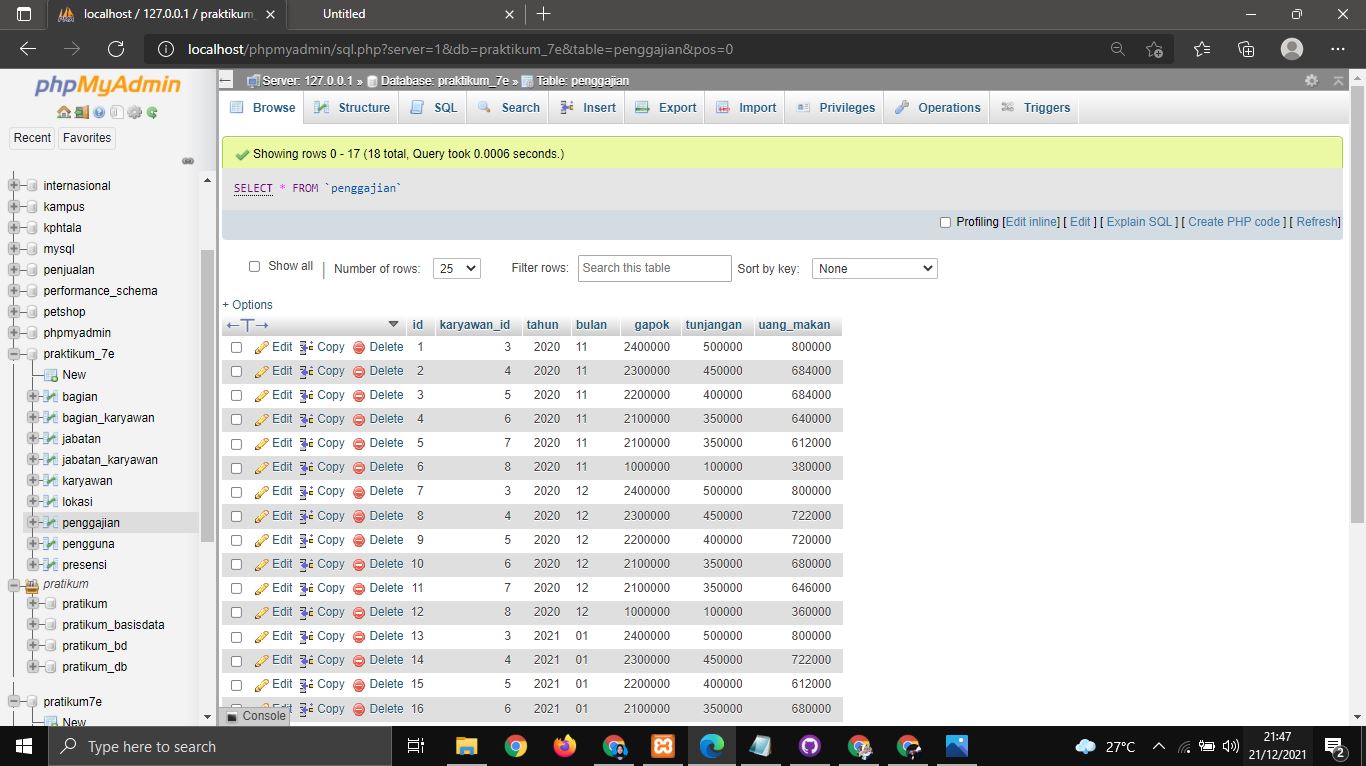 localhost / 127.0.0.1 / praktikum_
Untitled
localhost/phpmyadmin/sql.php?server=1&db=praktikum_7e&table=penggajian&pos=0
phpMyAdmin
Recent Favorites
internasional
kampus
kphtala
mysql
penjualan
performance_schema
petshop
phpmyadmin
praktikum_7e
New
bagian
bagian_karyawan
jabatan
jabatan_karyawan
karyawan
lokasi
penggajian
pengguna
presensi
pratikum
pratikum
pratikum_basisdata
pratikum_bd
pratikum_db
pratikum7e
New
Server: 127.0.0.1 » Database: praktikum_7e » Table: penggajian
Browse Structure SQL Search Insert Export Import Privileges Operations Triggers
Showing rows 0 - 17 (18 total, Query took 0.0006 seconds.)
SELECT * FROM `penggajian`
Profiling [Edit inline] [ Edit ] [ Explain SQL ] [ Create PHP code ] [ Refresh]
Show all | Number of rows: 25 Filter rows: Search this table Sort by key: None
+ Options
←T→ id karyawan_id tahun bulan gapok tunjangan uang_makan
Edit Copy Delete 1 3 2020 11 2400000 500000 800000
Edit Copy Delete 2 4 2020 11 2300000 450000 684000
Edit Copy Delete 3 5 2020 11 2200000 400000 684000
Edit Copy Delete 4 6 2020 11 2100000 350000 640000
Edit Copy Delete 5 7 2020 11 2100000 350000 612000
Edit Copy Delete 6 8 2020 11 1000000 100000 380000
Edit Copy Delete 7 3 2020 12 2400000 500000 800000
Edit Copy Delete 8 4 2020 12 2300000 450000 722000
Edit Copy Delete 9 5 2020 12 2200000 400000 720000
Edit Copy Delete 10 6 2020 12 2100000 350000 680000
Edit Copy Delete 11 7 2020 12 2100000 350000 646000
Edit Copy Delete 12 8 2020 12 1000000 100000 360000
Edit Copy Delete 13 3 2021 01 2400000 500000 800000
Edit Copy Delete 14 4 2021 01 2300000 450000 722000
Edit Copy Delete 15 5 2021 01 2200000 400000 612000
Edit Copy Delete 16 6 2021 01 2100000 350000 680000
Console
Type here to search
27°C
21:47
21/12/2021
2